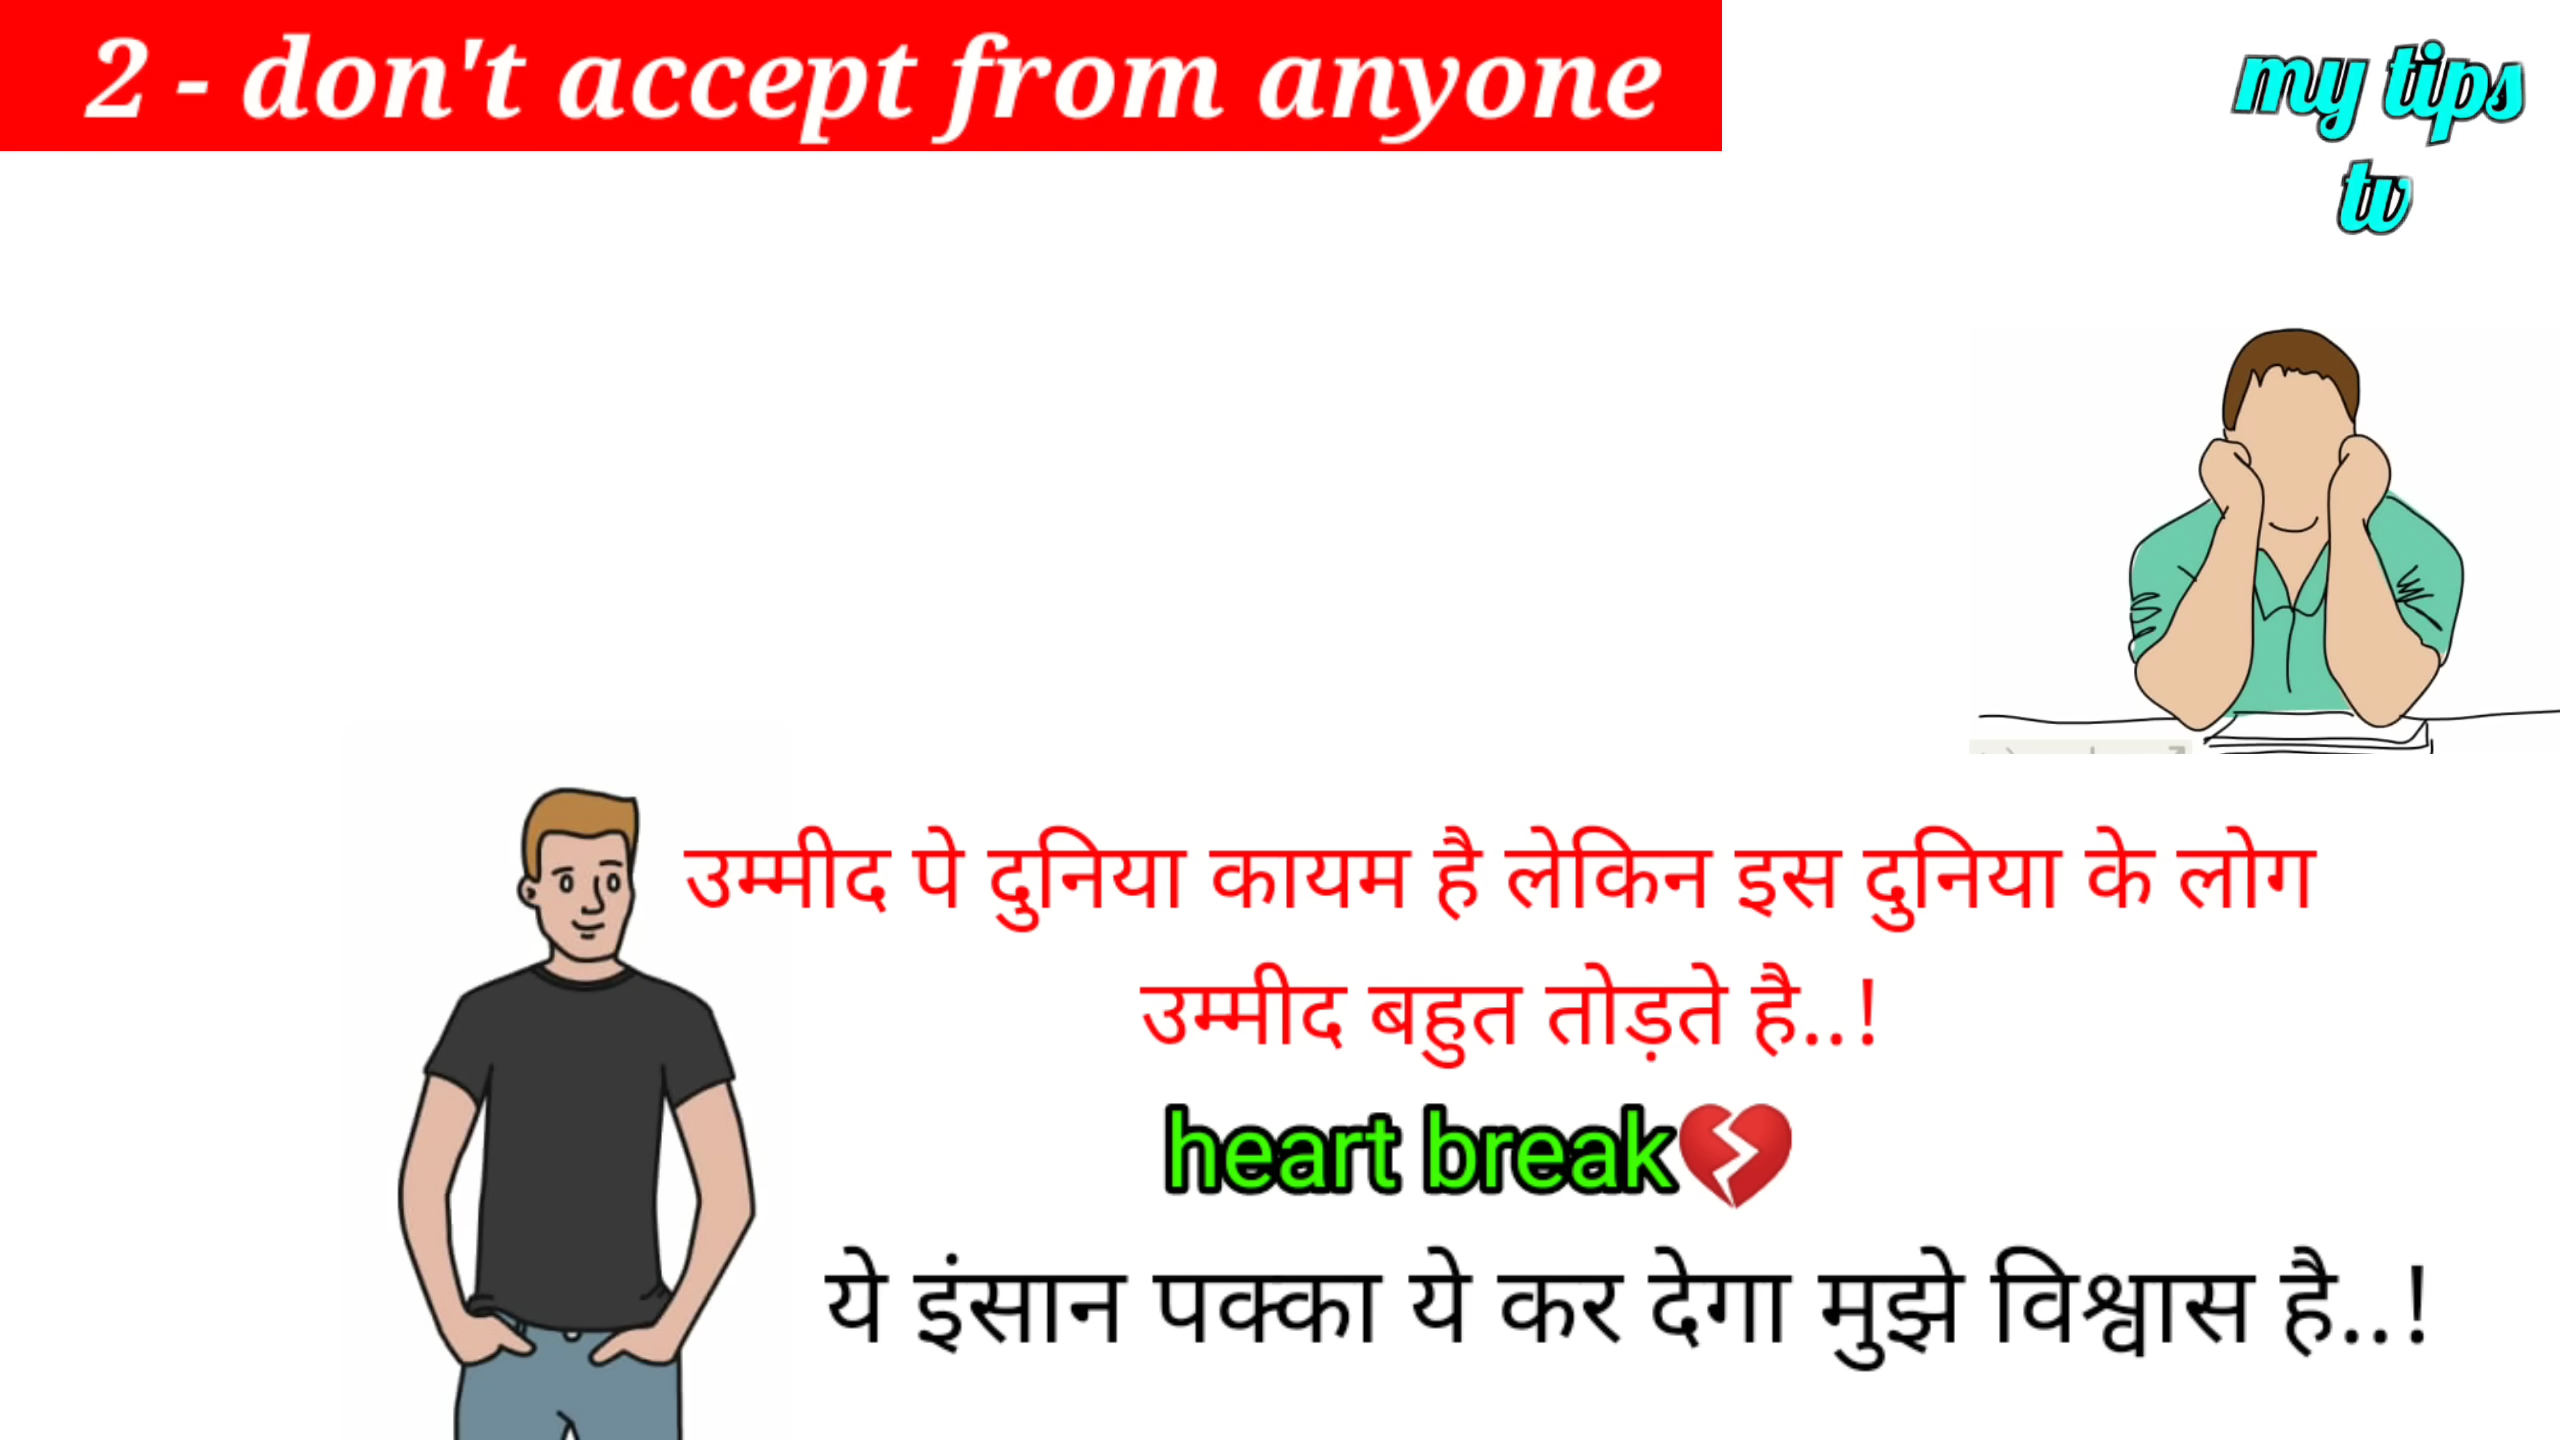 2 - don't accept from anyone
my tips
tv
उम्मीद पे दुनिया कायम है लेकिन इस दुनिया के लोग
उम्मीद बहुत तोड़ते है..!
heart break💔
ये इंसान पक्का ये कर देगा मुझे विश्वास है..!